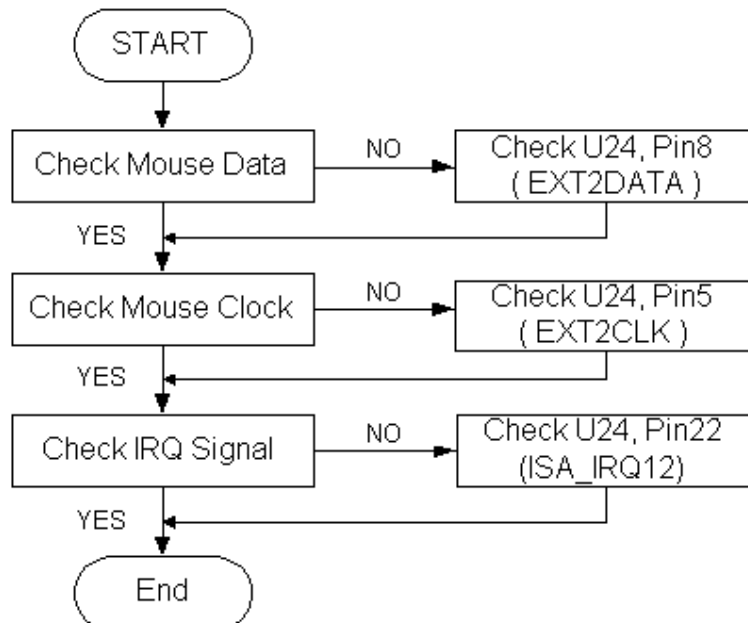 START
Check Mouse Data
NO
Check U24, Pin8
( EXT2DATA )
YES
Check Mouse Clock
NO
Check U24, Pin5
( EXT2CLK )
YES
Check IRQ Signal
NO
Check U24, Pin22
(ISA_IRQ12)
YES
End